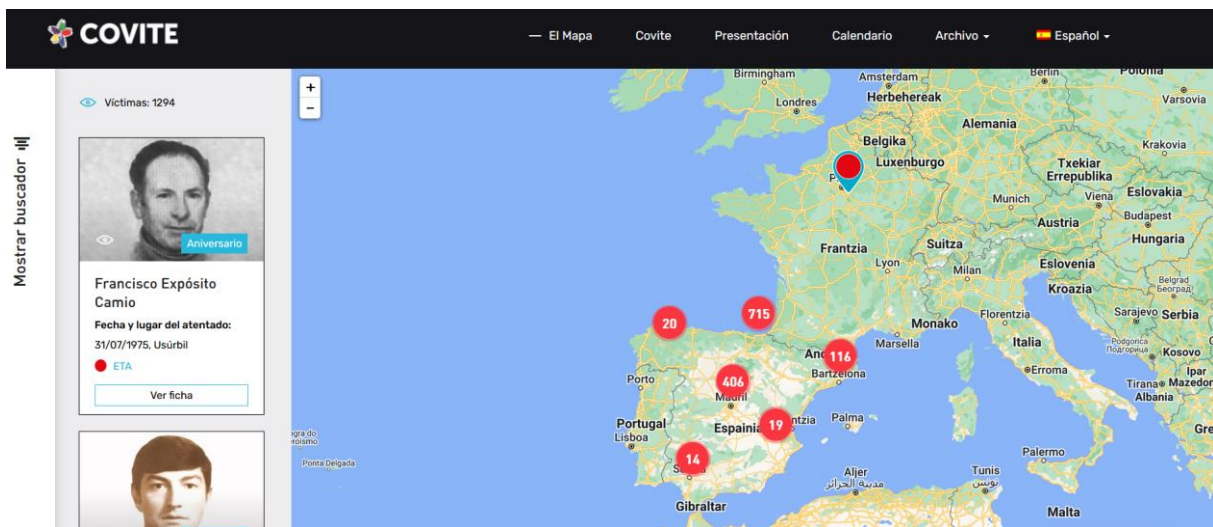 COVITE
— El Mapa
Covite
Presentación
Calendario
Archivo
Español
Mostrar buscador
Víctimas: 1294
Aniversario
Francisco Expósito
Camio
Fecha y lugar del atentado:
31/07/1975, Usúrbil
ETA
Ver ficha
+
−
Birmingham
Amsterdam
Berlin
Polonia
Londres
Herbehereak
Varsovia
Alemania
Belgika
Krakovia
Luxenburgo
Txekiar
Errepublika
Eslovakia
Munich
Viena
Budapest
Austria
Hungaria
Frantzia
Suitza
Lyon
Milan
Eslovenia
Kroazia
Belgrad
Београд
715
20
Florentzia
Sarajevo
Serbia
Monako
Marsella
Italia
Podgorica
Подгорица
Kosovo
116
Porto
Bartzelona
Erroma
Ipar
Tirana
Albania
406
Madril
Portugal
Lisboa
Espainia
19
Palma
14
Ponta Delgada
Palermo
Aljer
مدينة الجزائر
Tunis
تونس
Gibraltar
Malta